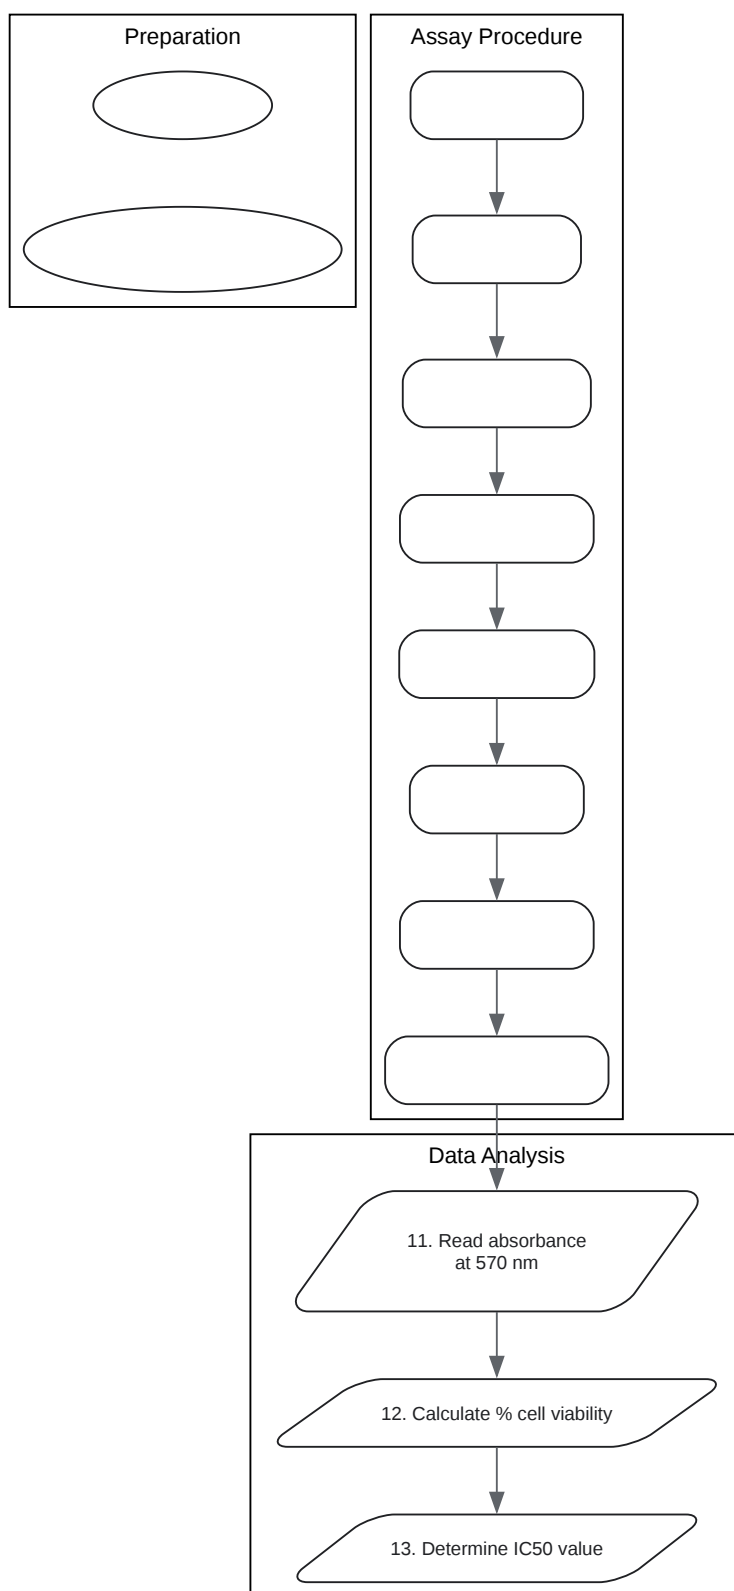 Preparation
Assay Procedure
Data Analysis
11. Read absorbance
at 570 nm
12. Calculate % cell viability
13. Determine IC50 value